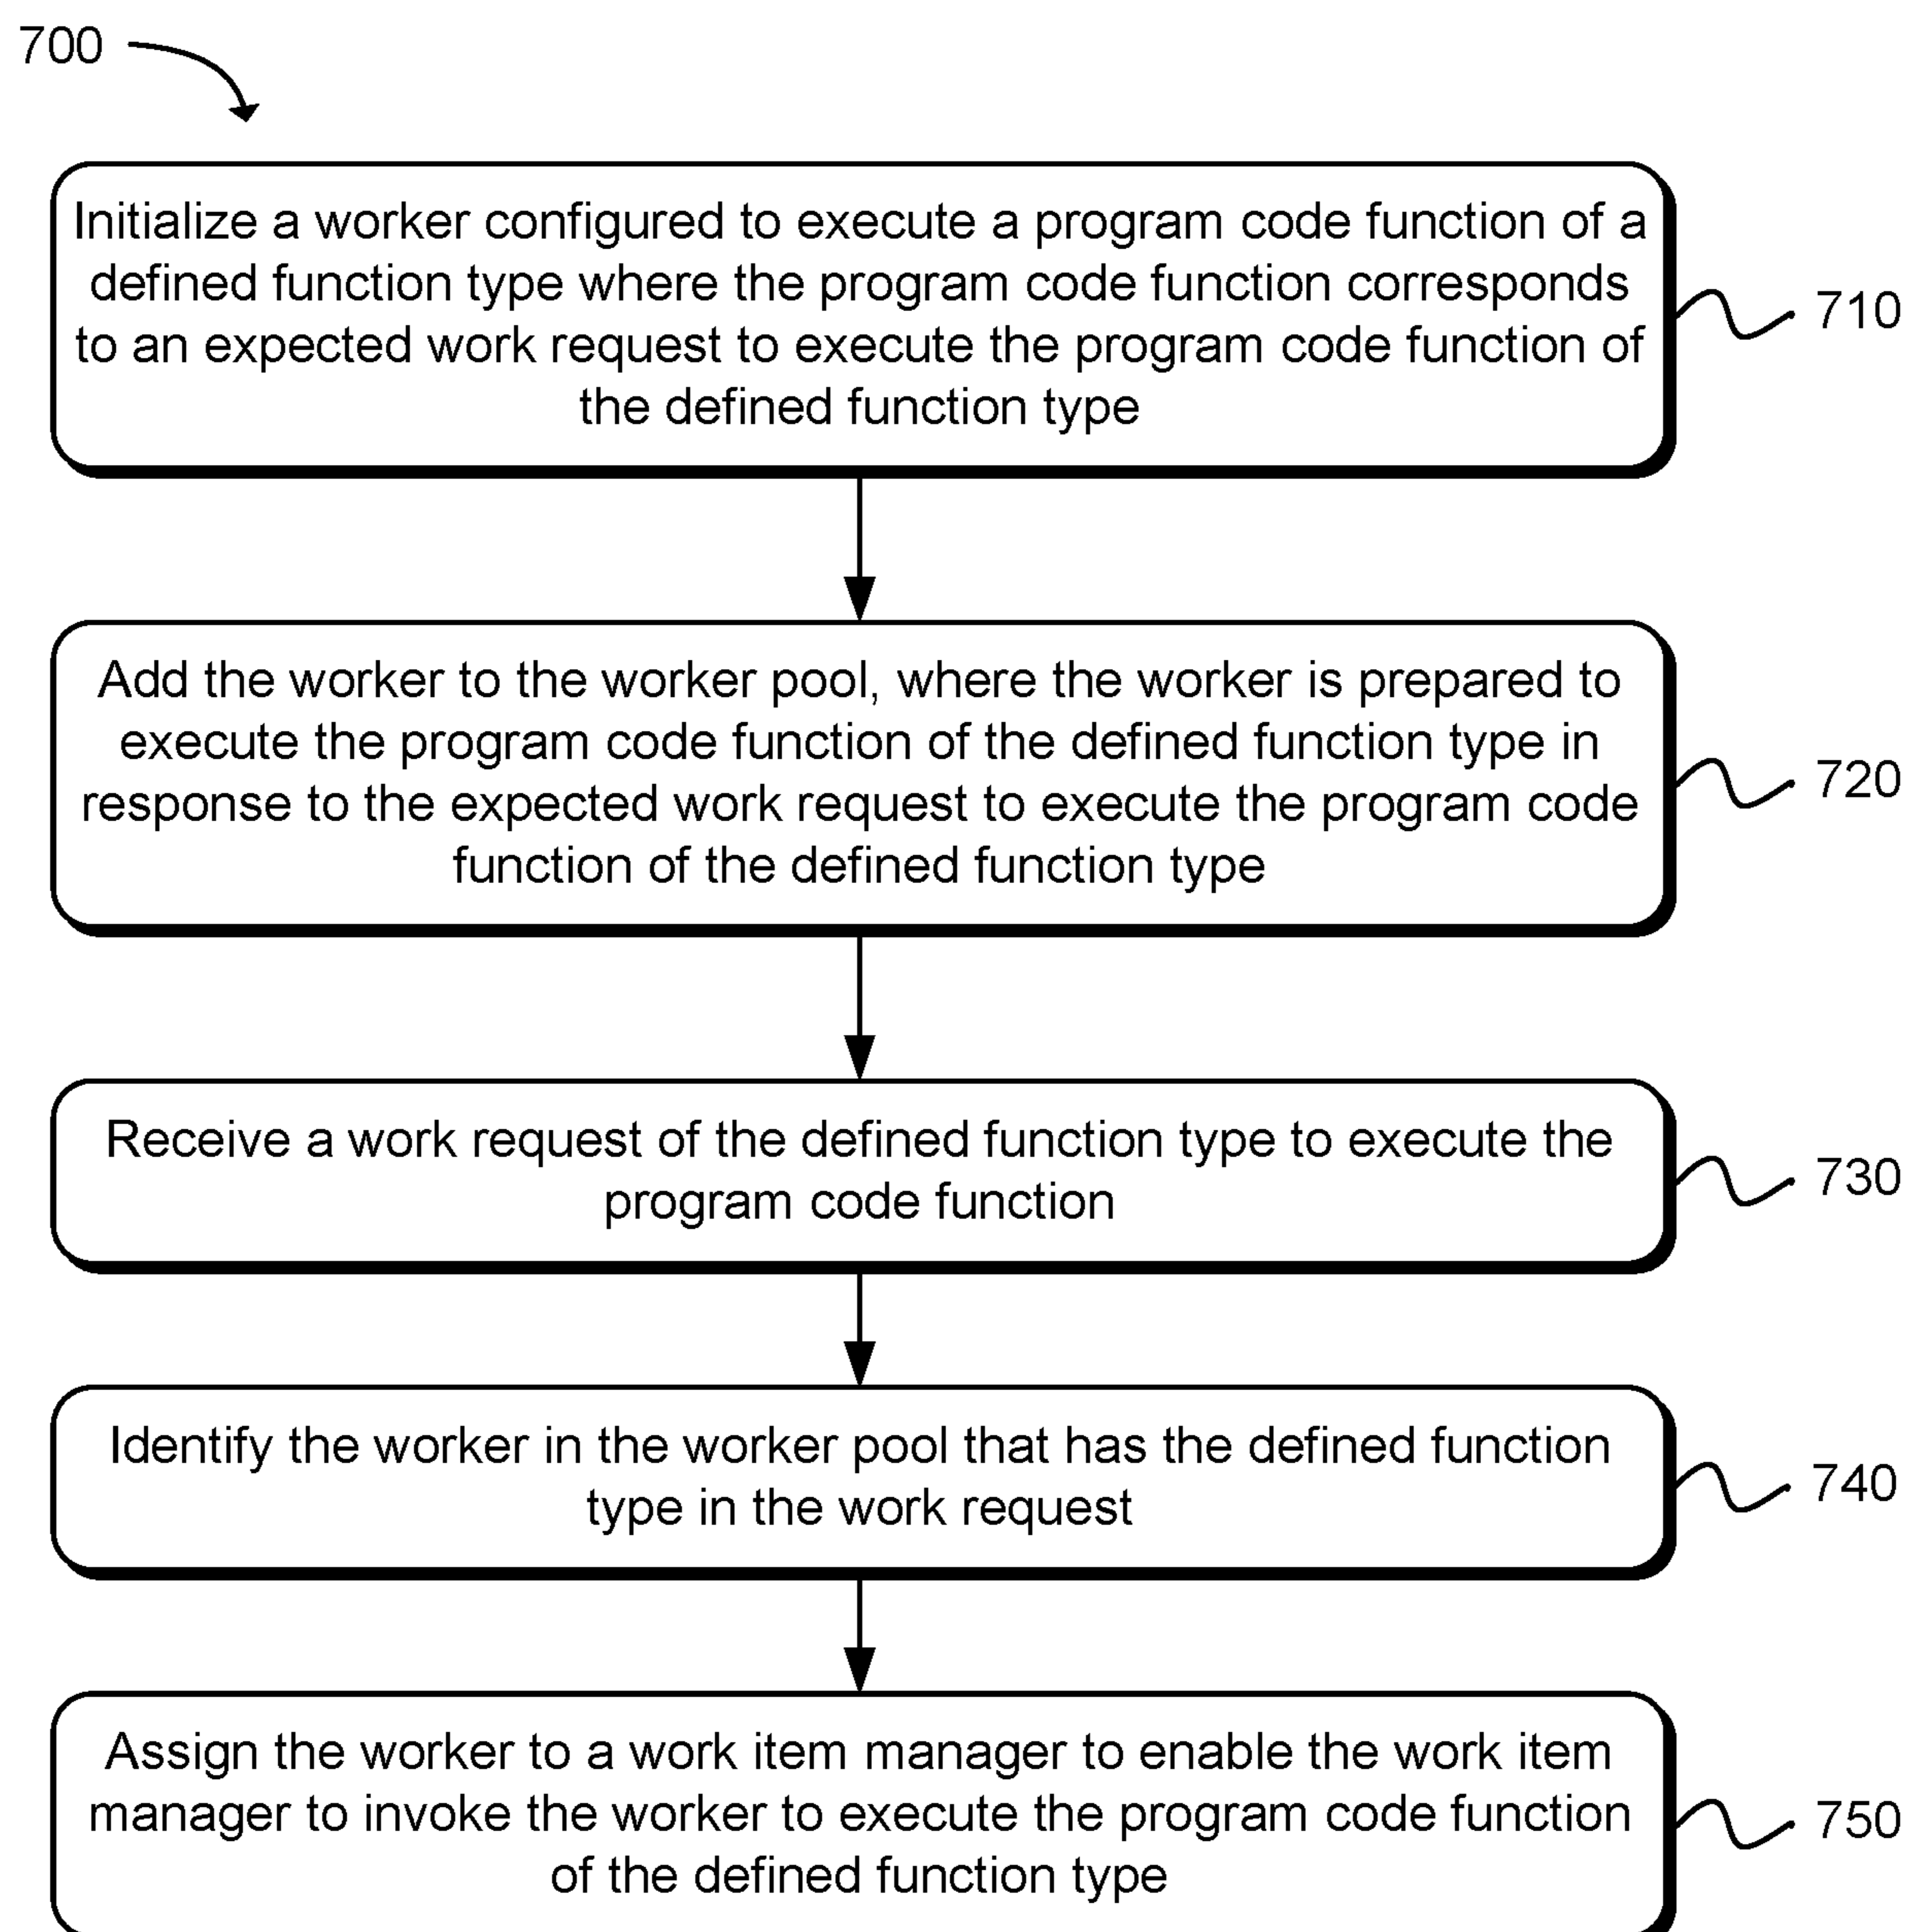 700
Initialize a worker configured to execute a program code function of a
defined function type where the program code function corresponds
to an expected work request to execute the program code function of
the defined function type
710
Add the worker to the worker pool, where the worker is prepared to
execute the program code function of the defined function type in
response to the expected work request to execute the program code
function of the defined function type
720
Receive a work request of the defined function type to execute the
program code function
730
Identify the worker in the worker pool that has the defined function
type in the work request
740
Assign the worker to a work item manager to enable the work item
manager to invoke the worker to execute the program code function
of the defined function type
750